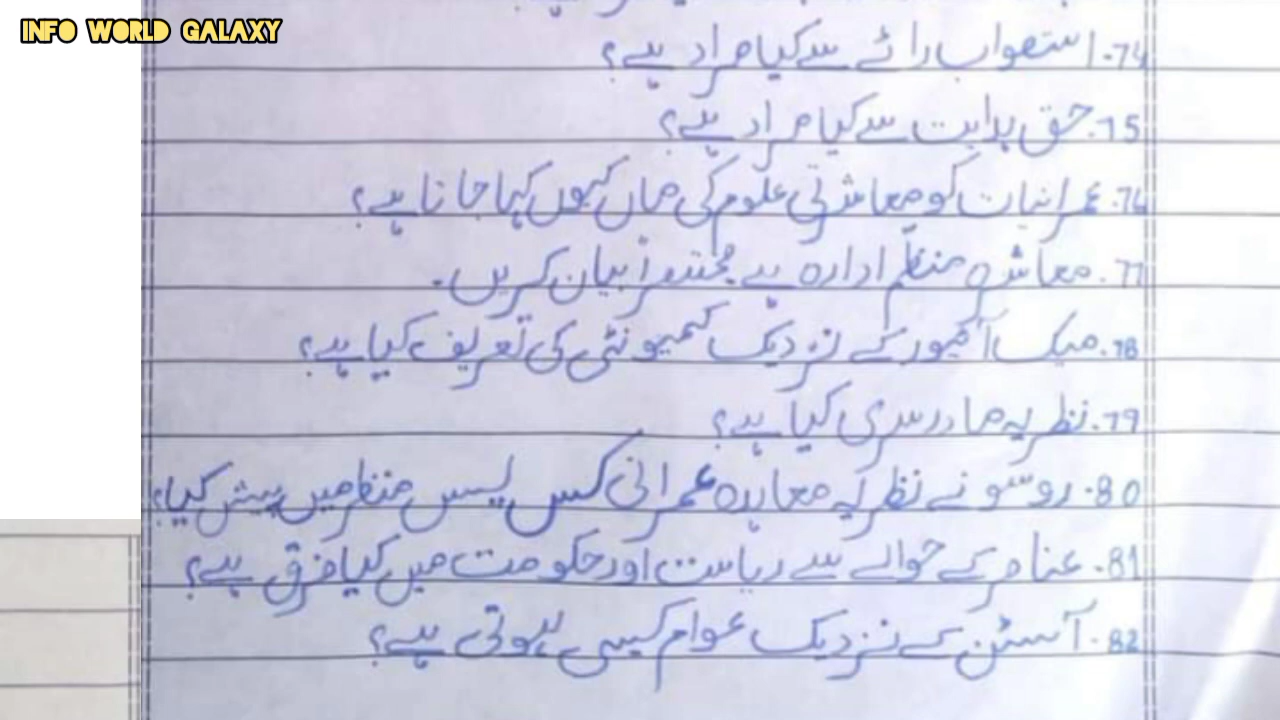 INFO WORLD GALAXY
74. استصواب رائے سے کیا مراد ہے؟
75. حق ہدایت سے کیا مراد ہے؟
76. عمرانیات کو معاشرتی علوم کی ماں کیوں کہا جاتا ہے؟
77. معاشرہ منظم ادارہ ہے مختصراً بیان کریں۔
78. میک آئیور کے نزدیک کمیونٹی کی تعریف کیا ہے؟
79. نظریہ مادرسری کیا ہے؟
80. روسو نے نظریہ معاہدہ عمرانی کس پس منظر میں پیش کیا؟
81. عناصر کے حوالے سے ریاست اور حکومت میں کیا فرق ہے؟
82. آسٹن کے نزدیک عوام کیسی ہوتی ہے؟